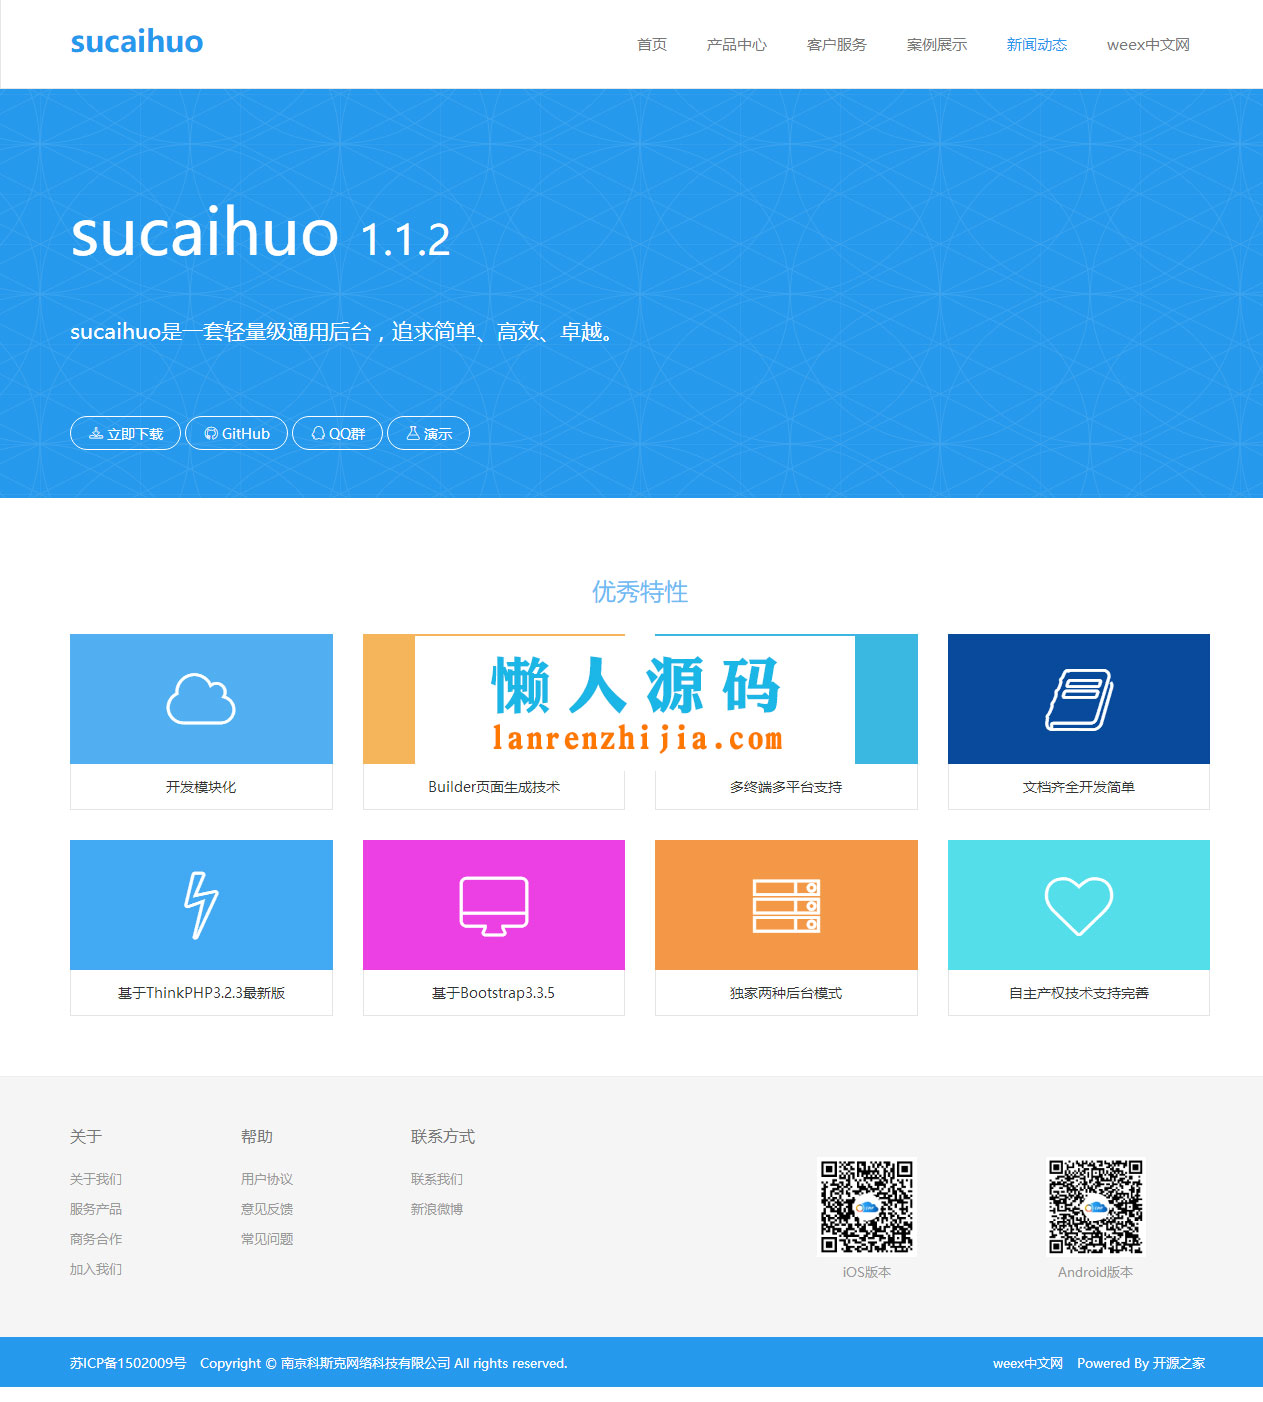 sucaihuo
首页 产品中心 客户服务 案例展示 新闻动态 weex中文网
sucaihuo 1.1.2
sucaihuo是一套轻量级通用后台，追求简单、高效、卓越。
立即下载 GitHub QQ群 演示
优秀特性
懒人源码
lanrenzhijia.com
开发模块化 Builder页面生成技术 多终端多平台支持 文档齐全开发简单
基于ThinkPHP3.2.3最新版 基于Bootstrap3.3.5 独家两种后台模式 自主产权技术支持完善
关于 帮助 联系方式
关于我们 用户协议 联系我们
服务产品 意见反馈 新浪微博
商务合作 常见问题
加入我们
iOS版本 Android版本
苏ICP备1502009号 Copyright © 南京科斯克网络科技有限公司 All rights reserved. weex中文网 Powered By 开源之家